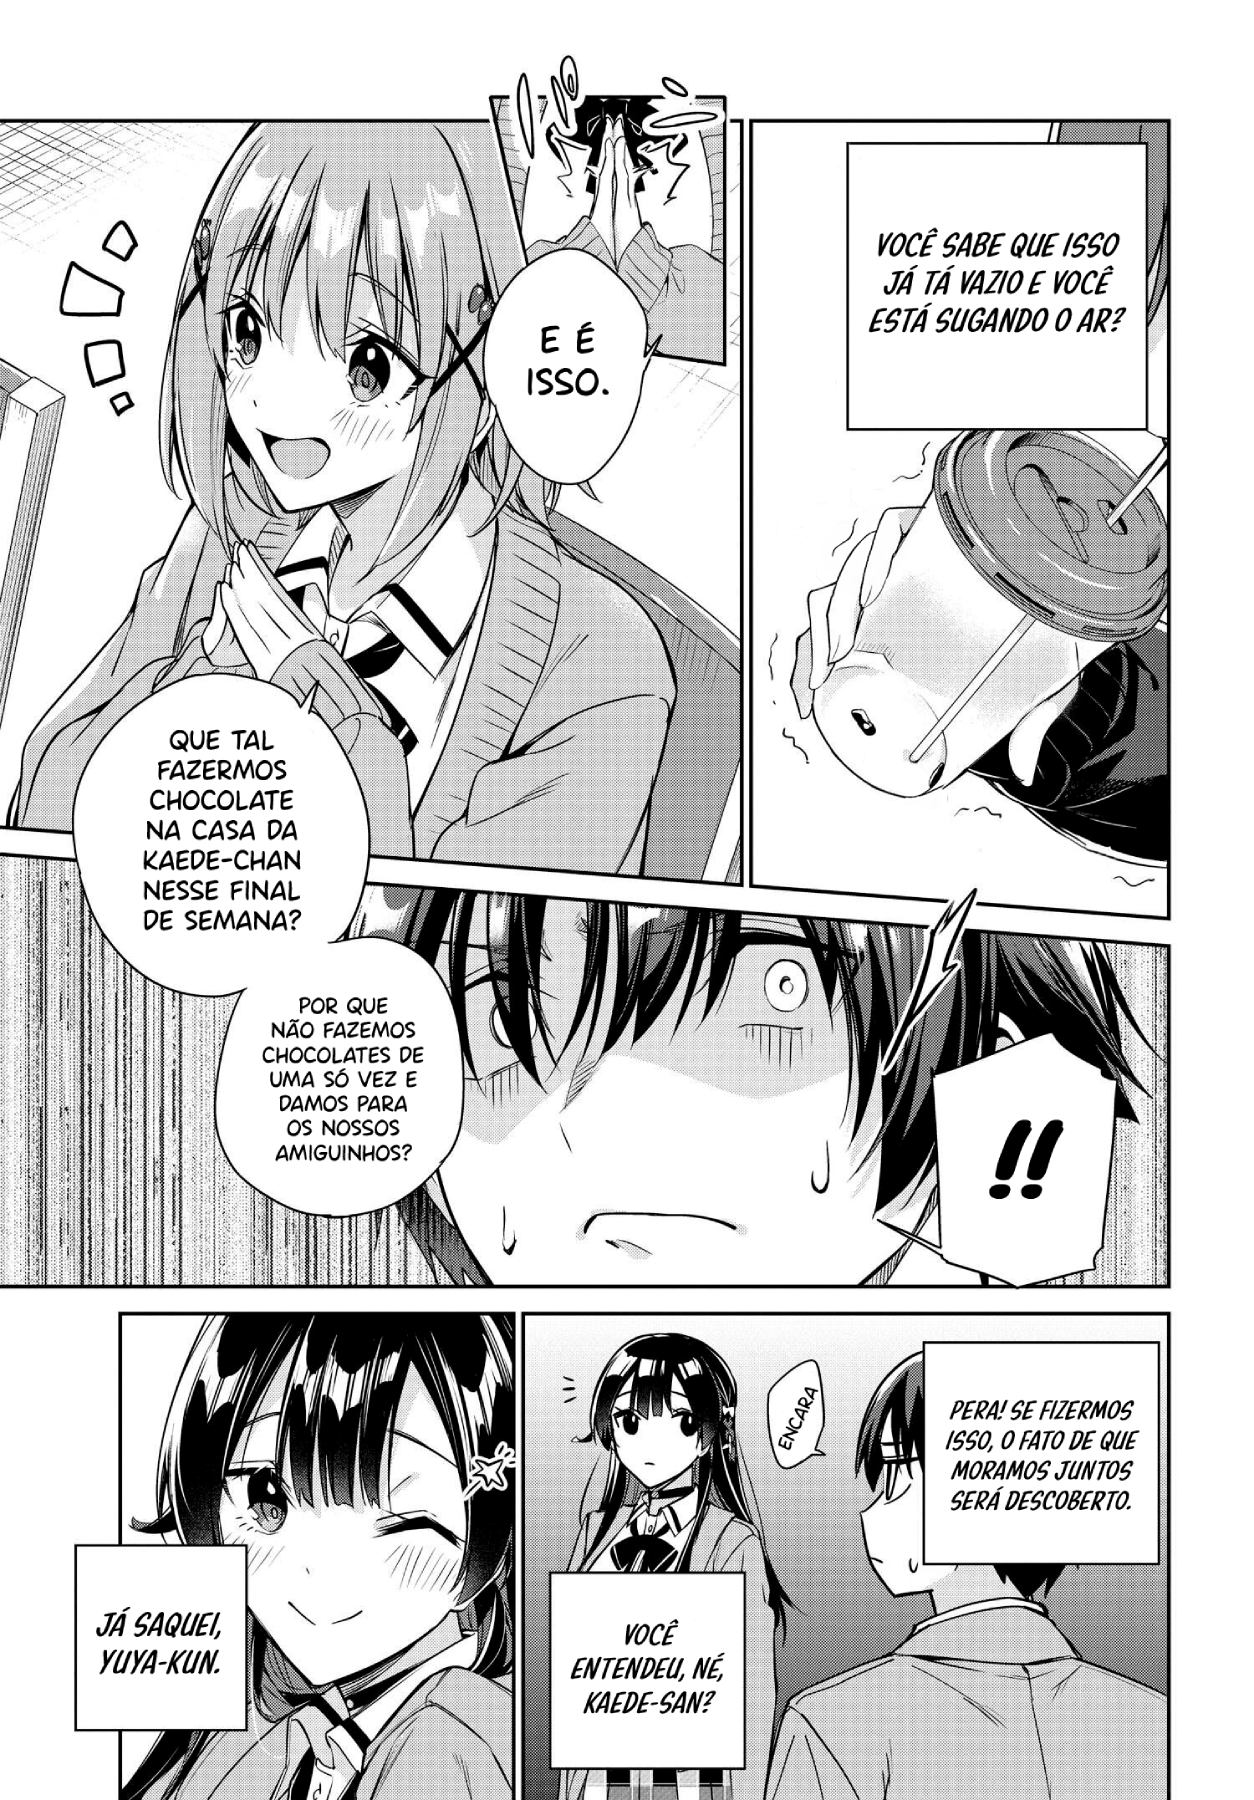 VOCÊ SABE QUE ISSO
JÁ TÁ VAZIO E VOCÊ
ESTÁ SUGANDO O AR?
E É
ISSO.
QUE TAL
FAZERMOS
CHOCOLATE
NA CASA DA
KAEDE-CHAN
NESSE FINAL
DE SEMANA?
POR QUE
NÃO FAZEMOS
CHOCOLATES DE
UMA SÓ VEZ E
DAMOS PARA
OS NOSSOS
AMIGUINHOS?
!!
PERA! SE FIZERMOS
ISSO, O FATO DE QUE
MORAMOS JUNTOS
SERÁ DESCOBERTO.
ENCARA
VOCÊ
ENTENDEU, NÉ,
KAEDE-SAN?
JÁ SAQUEI,
YUYA-KUN.